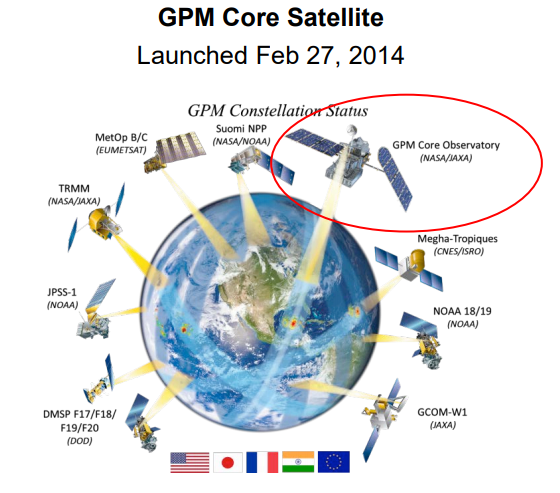 GPM Core Satellite
Launched Feb 27, 2014
GPM Constellation Status
MetOp B/C
(EUMETSAT)
Suomi NPP
(NASA/NOAA)
GPM Core Observatory
(NASA/JAXA)
TRMM
(NASA/JAXA)
Megha-Tropiques
(CNES/ISRO)
JPSS-1
(NOAA)
NOAA 18/19
(NOAA)
DMSP F17/F18/
F19/F20
(DOD)
GCOM-W1
(JAXA)